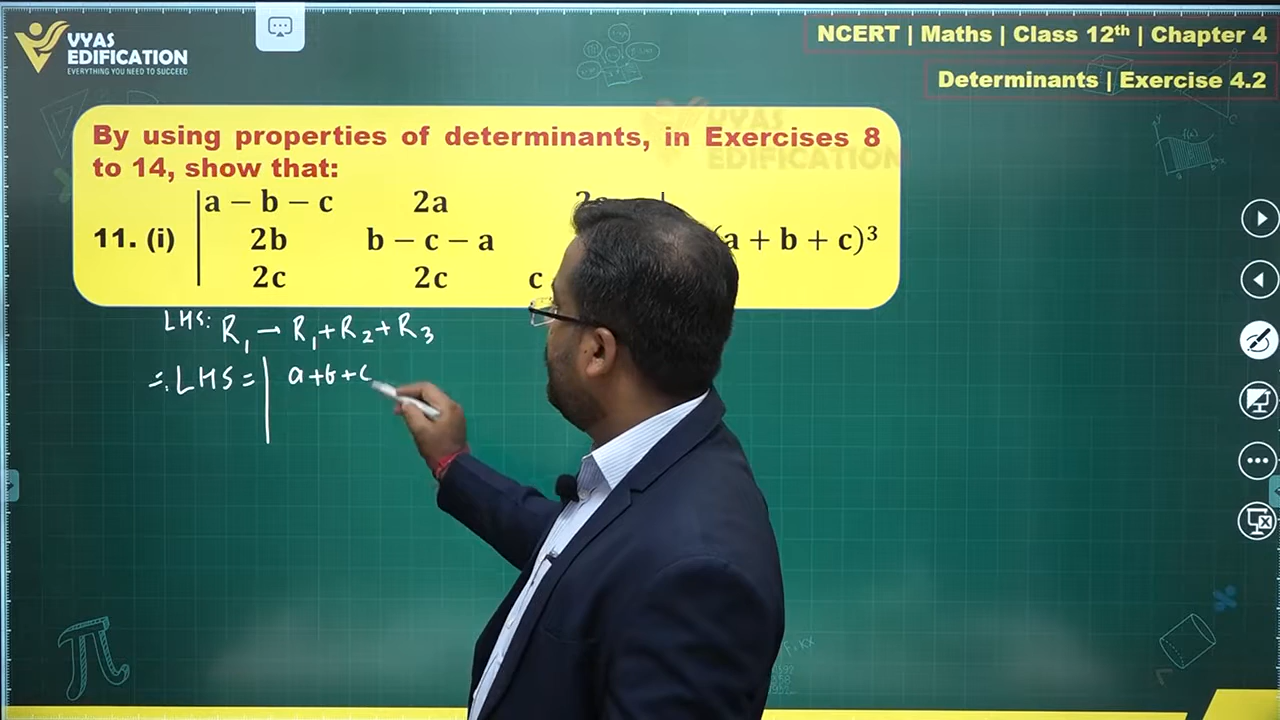 VYAS
EDIFICATION
EVERYTHING YOU NEED TO SUCCEED
NCERT | Maths | Class 12th | Chapter 4
Determinants | Exercise 4.2
By using properties of determinants, in Exercises 8
to 14, show that:
11. (i)
a − b − c 2a
2b b − c − a
2c 2c c
(a + b + c)³
LHS: R₁ → R₁+R₂+R₃
∴ LHS = | a+b+c